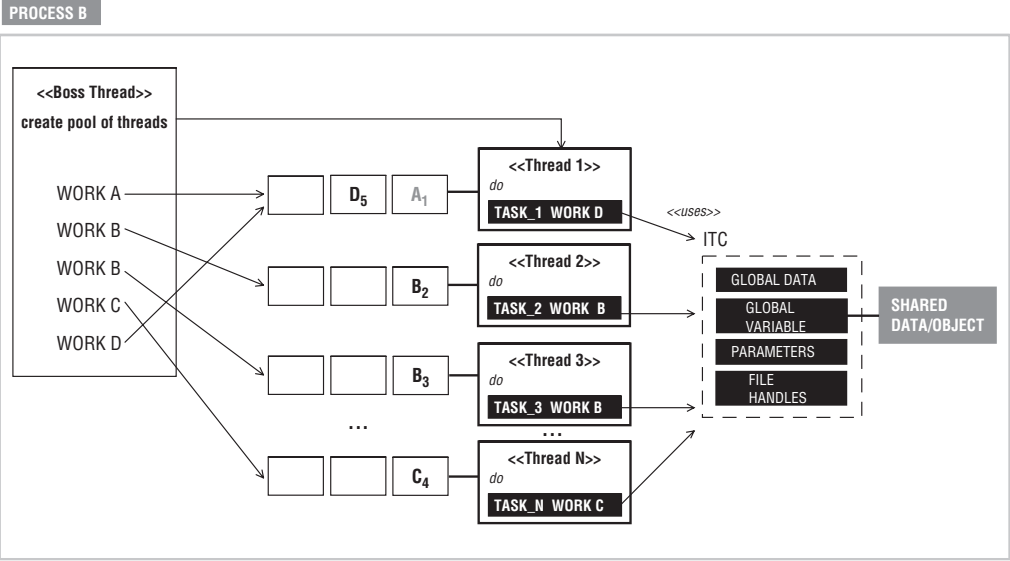 PROCESS B
<<Boss Thread>>
create pool of threads
WORK A
WORK B
WORK B
WORK C
WORK D
D5
A1
<<Thread 1>>
do
TASK_1 WORK D
B2
<<Thread 2>>
do
TASK_2 WORK B
B3
<<Thread 3>>
do
TASK_3 WORK B
...
...
C4
<<Thread N>>
do
TASK_N WORK C
<<uses>>
ITC
GLOBAL DATA
GLOBAL
VARIABLE
PARAMETERS
FILE
HANDLES
SHARED
DATA/OBJECT